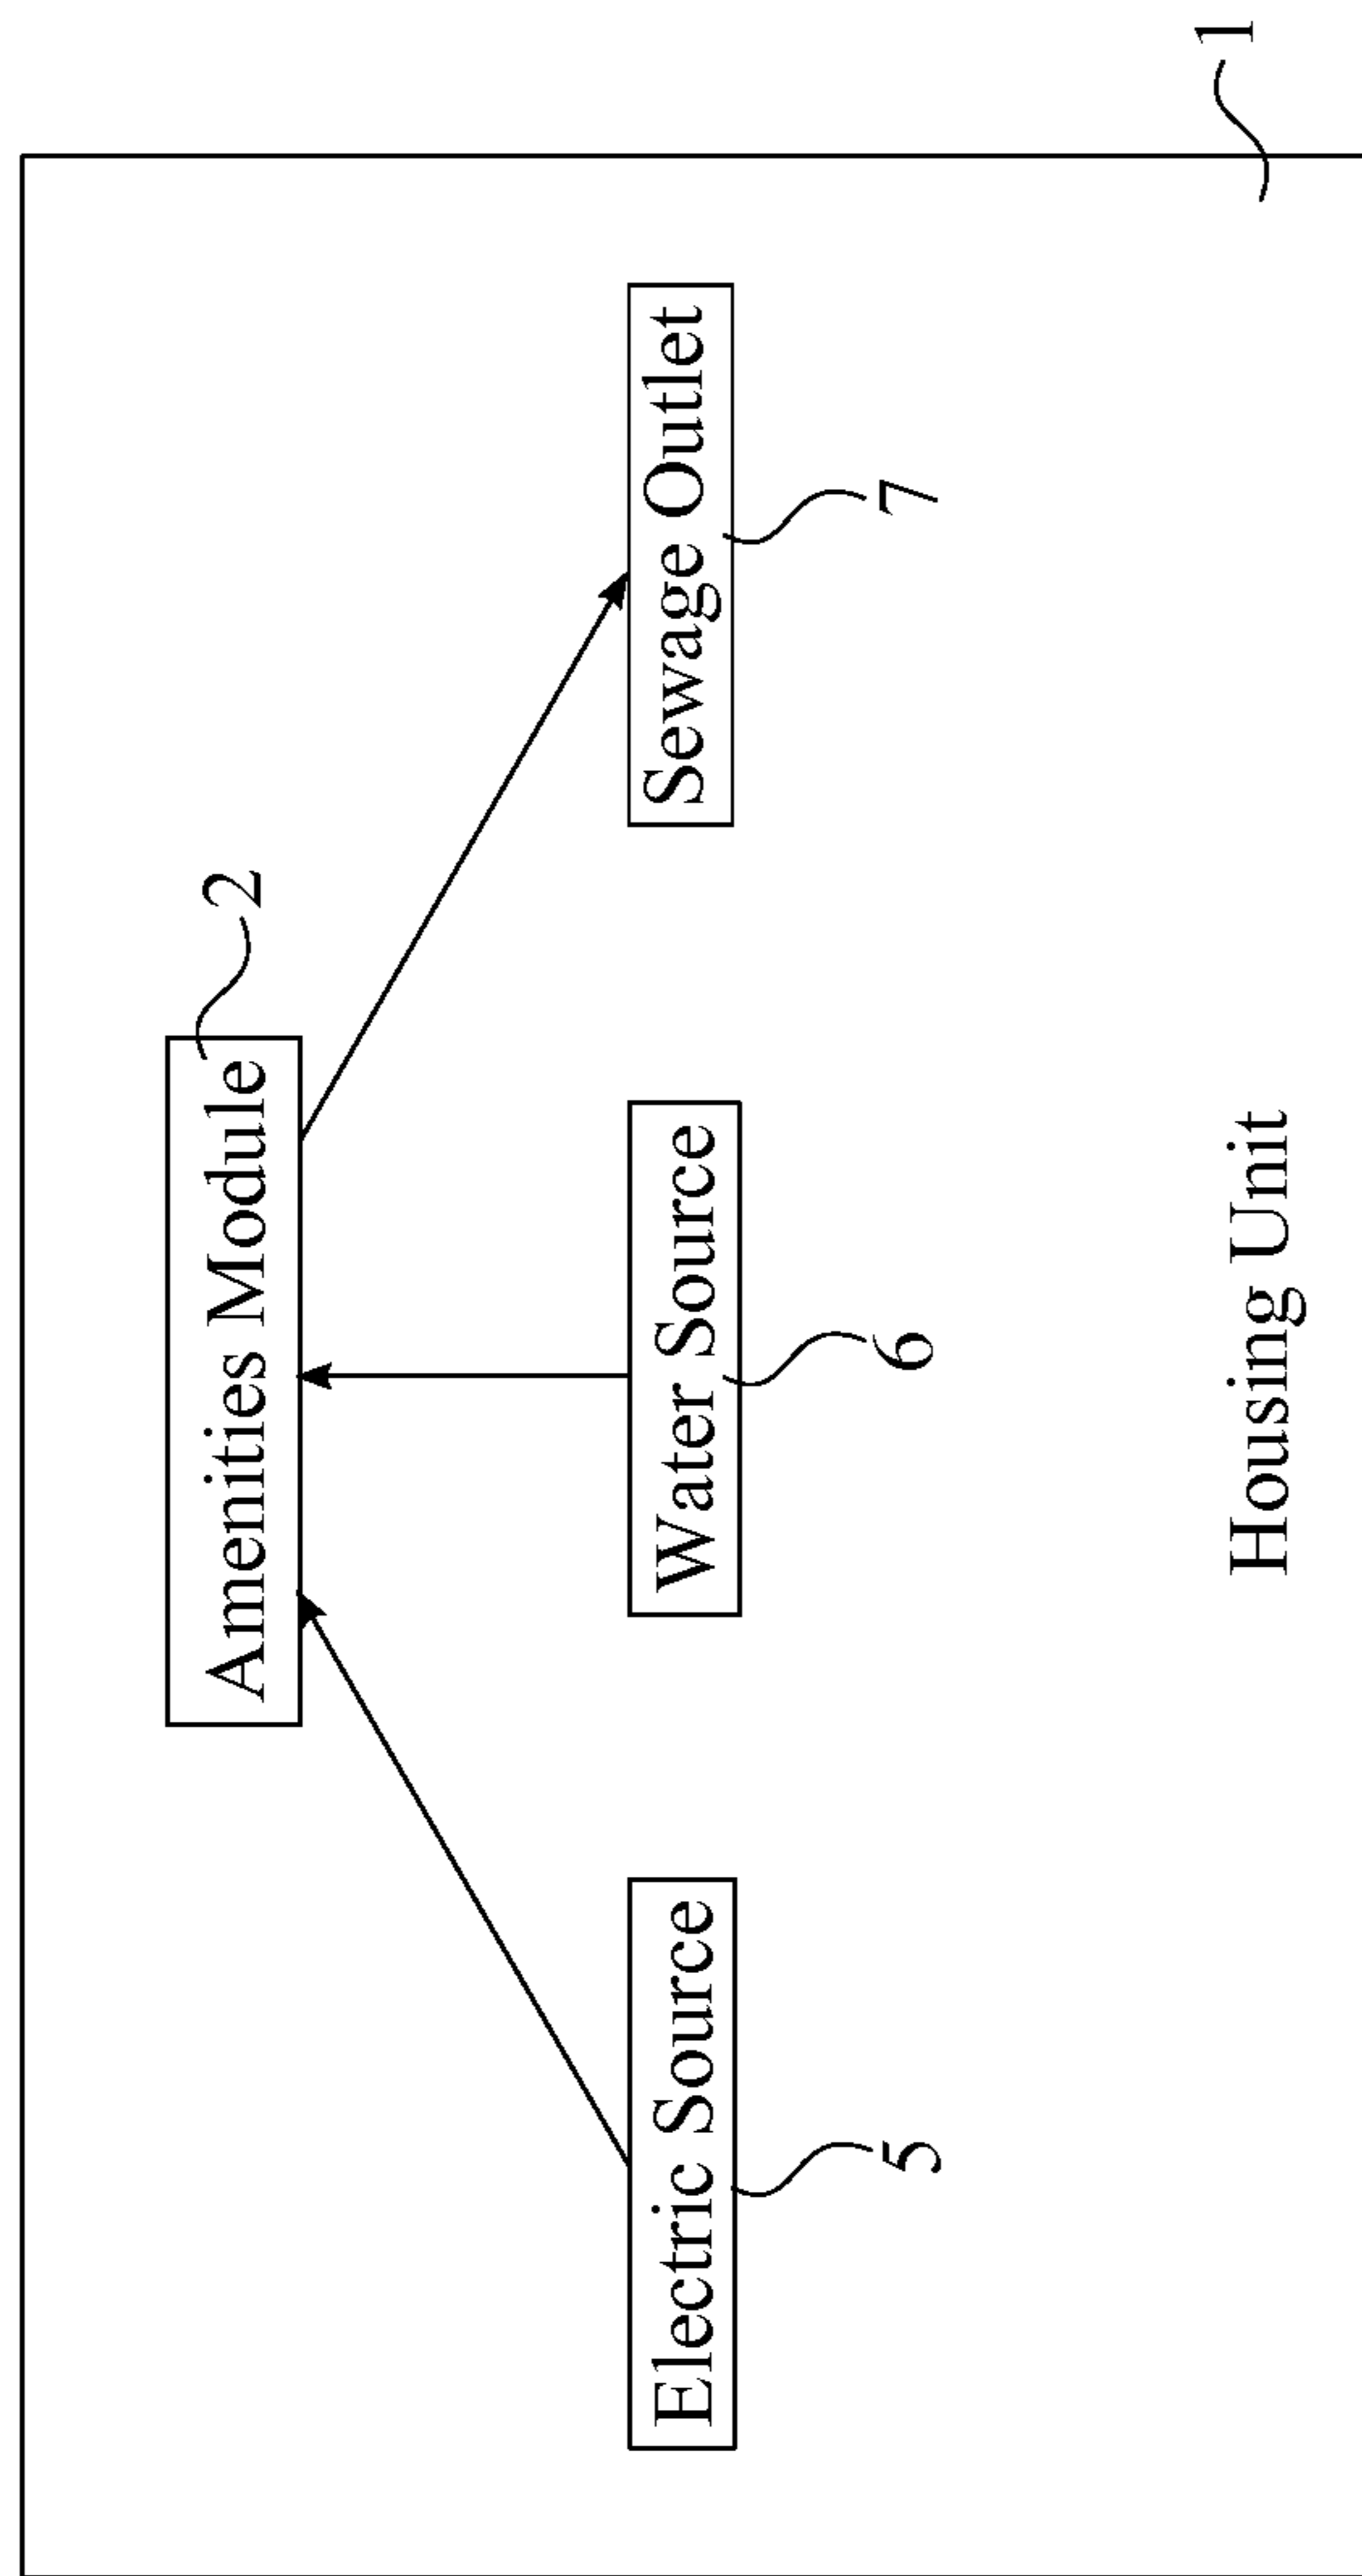 1
Amenities Module
2
Electric Source
Water Source
Sewage Outlet
5
6
7
Housing Unit